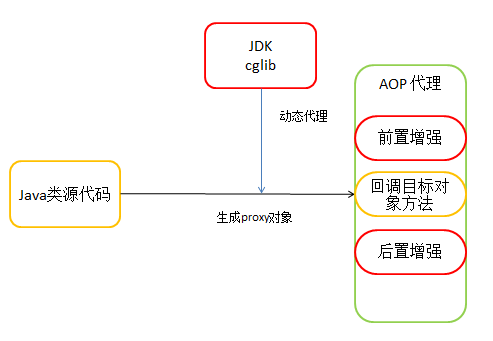 JDK
cglib
AOP 代理
动态代理
前置增强
Java类源代码
回调目标对
象方法
生成proxy对象
后置增强